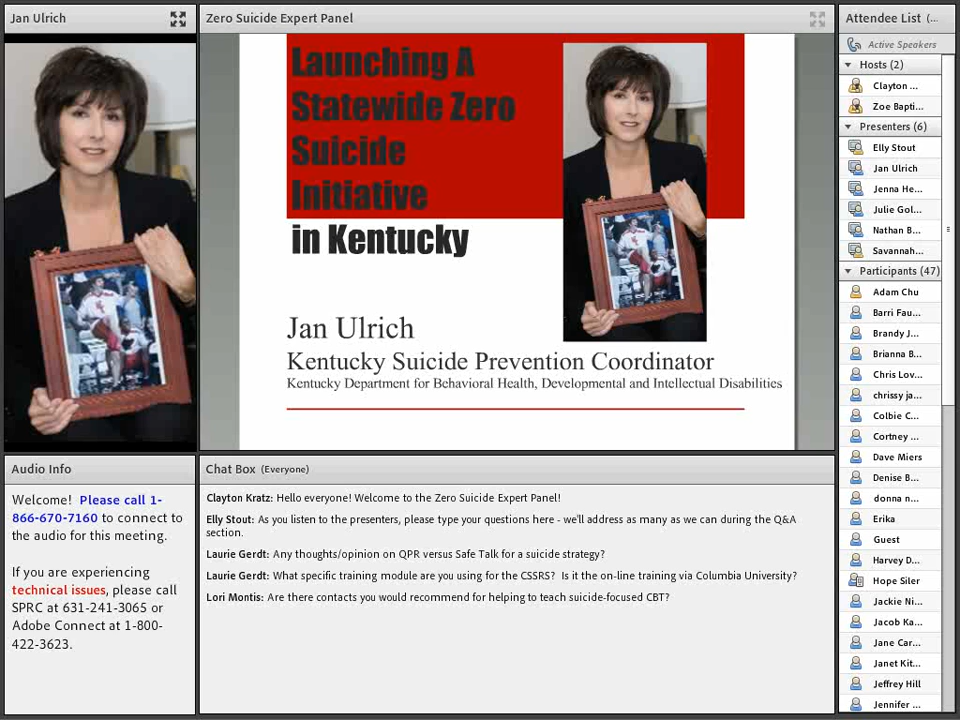 Jan Ulrich
Zero Suicide Expert Panel
Attendee List (...
Launching A
Statewide Zero
Suicide
Initiative
in Kentucky
Jan Ulrich
Kentucky Suicide Prevention Coordinator
Kentucky Department for Behavioral Health, Developmental and Intellectual Disabilities
Audio Info
Welcome! Please call 1-
866-670-7160 to connect to
the audio for this meeting.
If you are experiencing
technical issues, please call
SPRC at 631-241-3065 or
Adobe Connect at 1-800-
422-3623.
Chat Box (Everyone)
Clayton Kratz: Hello everyone! Welcome to the Zero Suicide Expert Panel!
Elly Stout: As you listen to the presenters, please type your questions here - we'll address as many as we can during the Q&A
section.
Laurie Gerdt: Any thoughts/opinion on QPR versus Safe Talk for a suicide strategy?
Laurie Gerdt: What specific training module are you using for the CSSRS? Is it the on-line training via Columbia University?
Lori Montis: Are there contacts you would recommend for helping to teach suicide-focused CBT?
Active Speakers
Hosts (2)
Clayton ...
Zoe Bapti...
Presenters (6)
Elly Stout
Jan Ulrich
Jenna He...
Julie Gol...
Nathan B...
Savannah...
Participants (47)
Adam Chu
Barri Fau...
Brandy J...
Brianna B...
Chris Lov...
chrissy ja...
Colbie C...
Cortney ...
Dave Miers
Denise B...
donna n...
Erika
Guest
Harvey D...
Hope Siler
Jackie Ni...
Jacob Ka...
Jane Car...
Janet Kit...
Jeffrey Hill
Jennifer ...